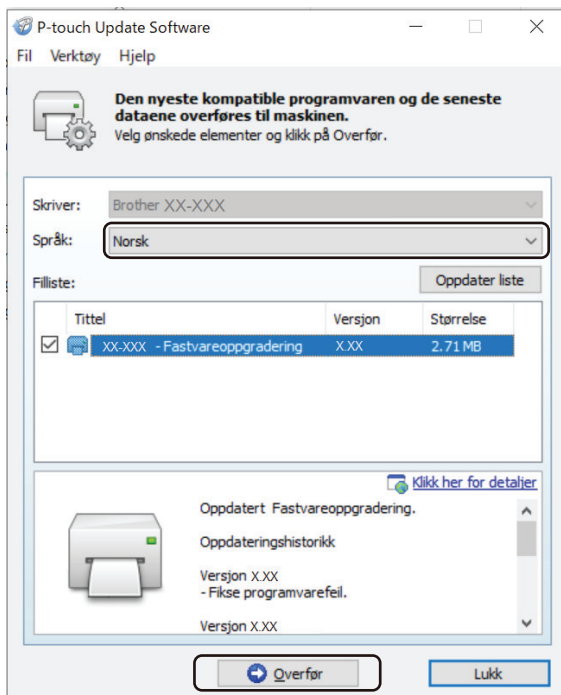 P-touch Update Software
Fil Verktøy Hjelp
Den nyeste kompatible programvaren og de seneste
dataene overføres til maskinen.
Velg ønskede elementer og klikk på Overfør.
Skriver: Brother XX-XXX
Språk: Norsk
Filliste: Oppdater liste
Tittel Versjon Størrelse
XX-XXX - Fastvareoppgradering X.XX 2.71 MB
Klikk her for detaljer
Oppdatert Fastvareoppgradering.
Oppdateringshistorikk
Versjon X.XX
- Fikse programvarefeil.
Versjon X.XX
Overfør Lukk